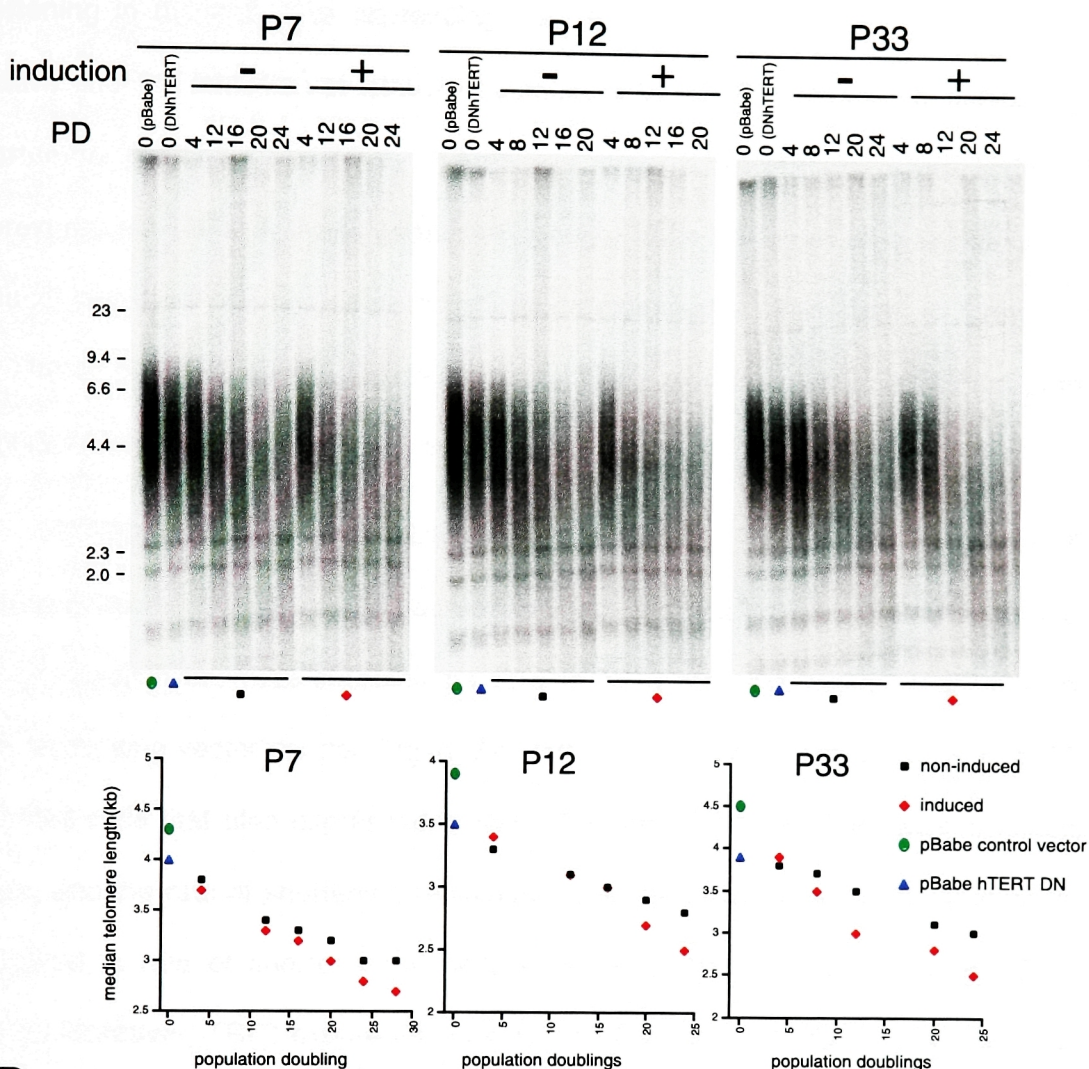 P7 P12 P33
induction - + - + - +
PD 0 (pBabe) 0 (DNhTERT) 4 12 16 20 24 4 12 16 20 24 0 (pBabe) 0 (DNhTERT) 4 8 12 16 20 4 8 12 16 20 0 (pBabe) 0 (DNhTERT) 4 8 12 20 24 4 8 12 20 24
23 –
9.4 –
6.6 –
4.4 –
2.3 –
2.0 –
P7
median telomere length(kb)
5
4.5
4
3.5
3
2.5
0 5 10 15 20 25 30
population doubling
P12
4
3.5
3
2.5
2
0 5 10 15 20 25
population doublings
P33
5
4.5
4
3.5
3
2.5
2
0 5 10 15 20 25
population doublings
non-induced
induced
pBabe control vector
pBabe hTERT DN